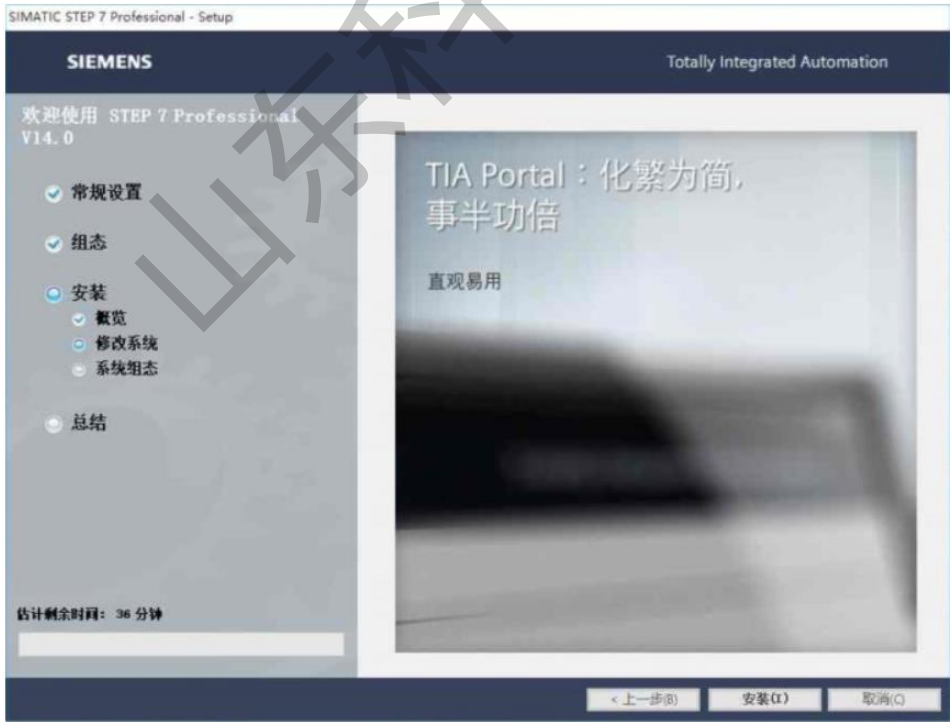 SIMATIC STEP 7 Professional - Setup
SIEMENS
Totally Integrated Automation
欢迎使用 STEP 7 Professional
V14.0
常规设置
组态
安装
概览
修改系统
系统组态
总结
估计剩余时间： 36 分钟
TIA Portal：化繁为简，
事半功倍
直观易用
< 上一步(B)
安装(I)
取消(C)
山东科